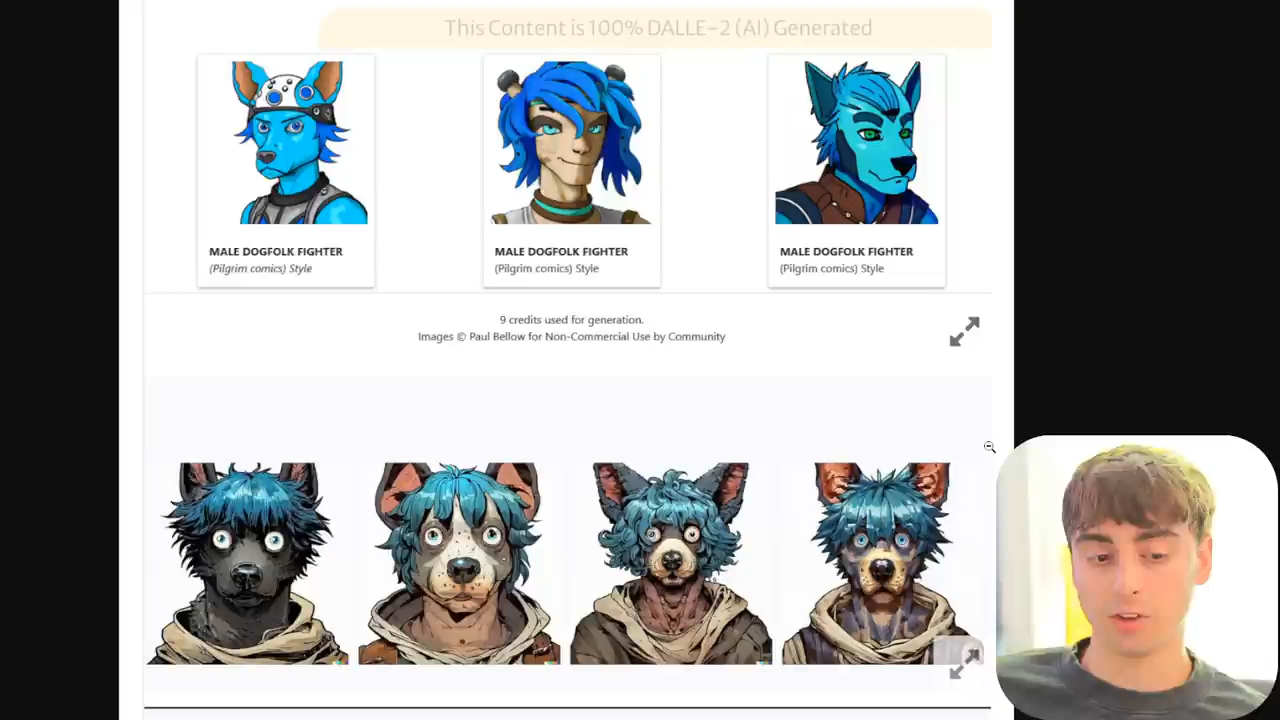 This Content is 100% DALLE-2 (AI) Generated
MALE DOGFOLK FIGHTER
(Pilgrim comics) Style
MALE DOGFOLK FIGHTER
(Pilgrim comics) Style
MALE DOGFOLK FIGHTER
(Pilgrim comics) Style
9 credits used for generation.
Images © Paul Bellow for Non-Commercial Use by Community